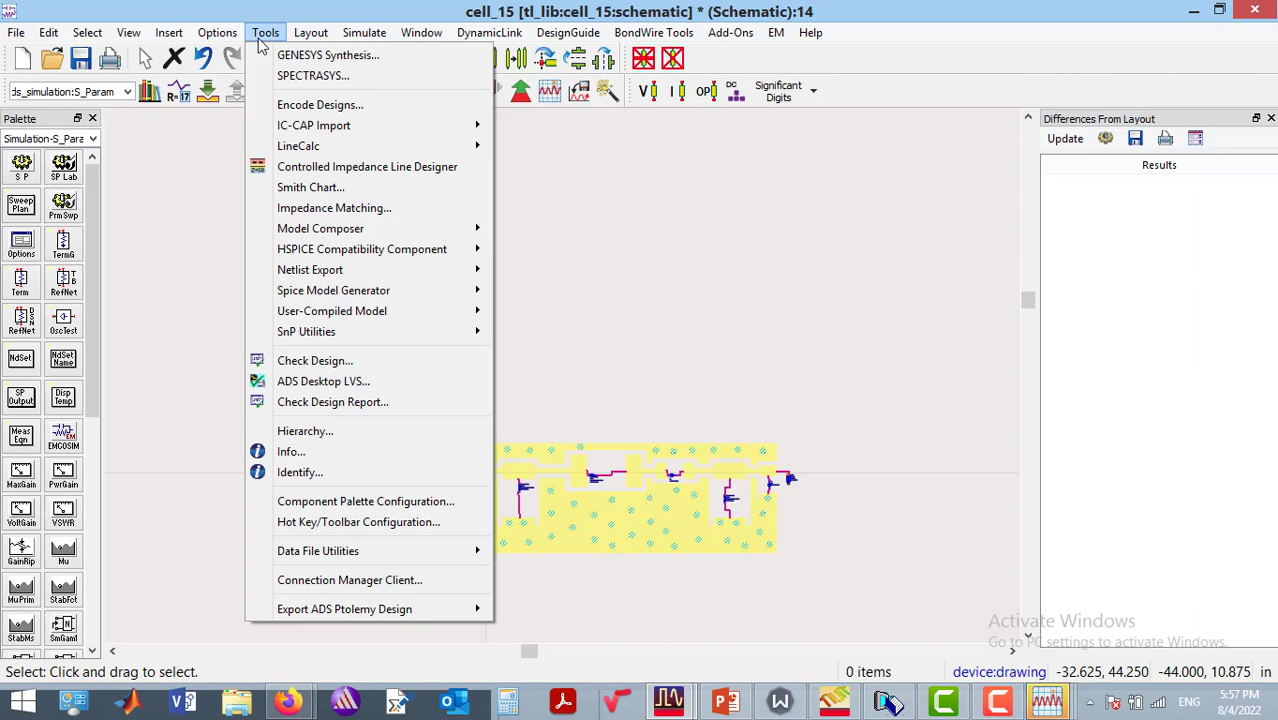 cell_15 [tl_lib:cell_15:schematic] * (Schematic):14
File Edit Select View Insert Options Tools Layout Simulate Window DynamicLink DesignGuide BondWire Tools Add-Ons EM Help
ds_simulation:S_Param
R=17
V
I
OP
DC
Significant Digits
Palette
Simulation-S_Para
S P
SP Lab
Sweep Plan
PrmSwp
Options
TermG
Term
RefNet
RefNet
OscTest
NdSet
NdSet Name
SP Output
Disp Temp
Meas Eqn
EMCOSIM
MaxGain
PwrGain
VoltGain
VSWR
GainRip
Mu
MuPrim
StabFct
StabMs
SmGam1
GENESYS Synthesis...
SPECTRASYS...
Encode Designs...
IC-CAP Import
LineCalc
Controlled Impedance Line Designer
Smith Chart...
Impedance Matching...
Model Composer
HSPICE Compatibility Component
Netlist Export
Spice Model Generator
User-Compiled Model
SnP Utilities
Check Design...
ADS Desktop LVS...
Check Design Report...
Hierarchy...
Info...
Identify...
Component Palette Configuration...
Hot Key/Toolbar Configuration...
Data File Utilities
Connection Manager Client...
Export ADS Ptolemy Design
Differences From Layout
Update
Results
Activate Windows
Go to PC settings to activate Windows.
Select: Click and drag to select.
0 items
device:drawing
-32.625, 44.250
-44.000, 10.875
in
ENG
5:57 PM
8/4/2022